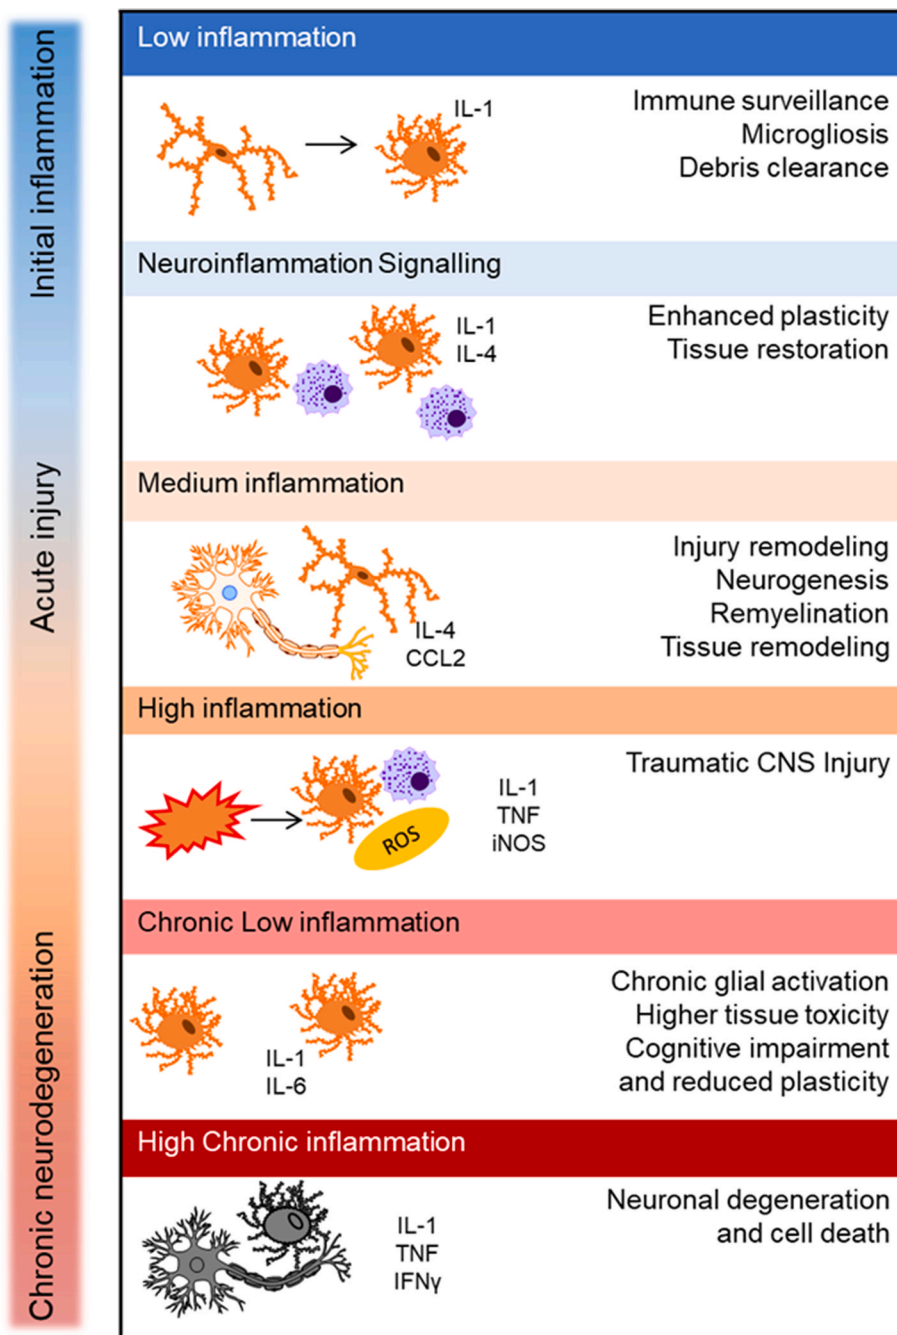 Initial inflammation
Acute injury
Chronic neurodegeneration
Low inflammation
IL-1
Immune surveillance
Microgliosis
Debris clearance
Neuroinflammation Signalling
IL-1
IL-4
Enhanced plasticity
Tissue restoration
Medium inflammation
IL-4
CCL2
Injury remodeling
Neurogenesis
Remyelination
Tissue remodeling
High inflammation
ROS
IL-1
TNF
iNOS
Traumatic CNS Injury
Chronic Low inflammation
IL-1
IL-6
Chronic glial activation
Higher tissue toxicity
Cognitive impairment
and reduced plasticity
High Chronic inflammation
IL-1
TNF
IFNγ
Neuronal degeneration
and cell death